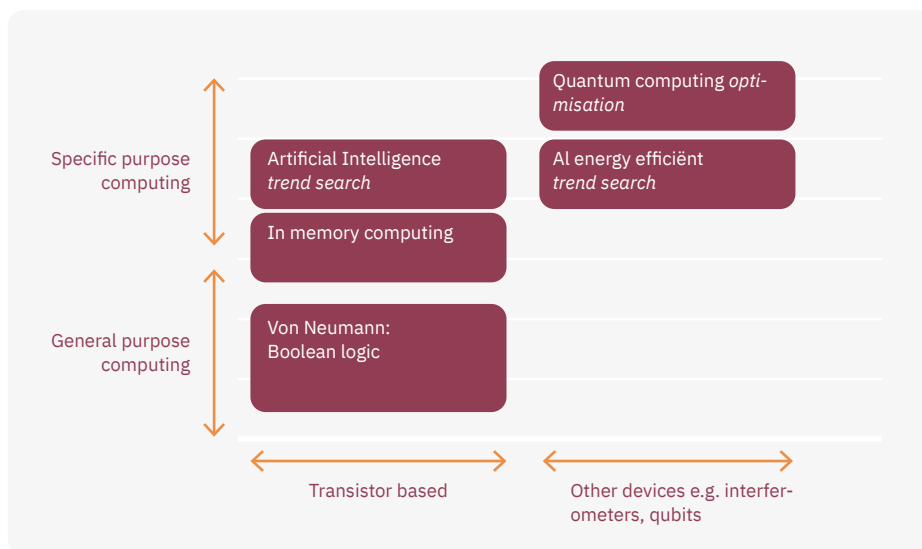 Quantum computing opti-
misation
Specific purpose
computing
Artificial Intelligence
trend search
AI energy efficiënt
trend search
In memory computing
General purpose
computing
Von Neumann:
Boolean logic
Transistor based
Other devices e.g. interfer-
ometers, qubits